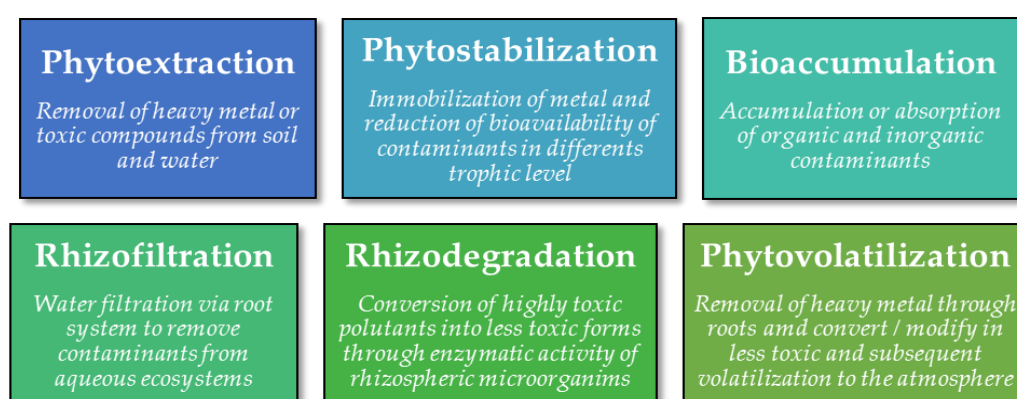 Phytoextraction
Removal of heavy metal or
toxic compounds from soil
and water
Phytostabilization
Immobilization of metal and
reduction of bioavailability of
contaminants in differents
trophic level
Bioaccumulation
Accumulation or absorption
of organic and inorganic
contaminants
Rhizofiltration
Water filtration via root
system to remove
contaminants from
aqueous ecosystems
Rhizodegradation
Conversion of highly toxic
polutants into less toxic forms
through enzymatic activity of
rhizospheric microorganims
Phytovolatilization
Removal of heavy metal through
roots amd convert / modify in
less toxic and subsequent
volatilization to the atmosphere